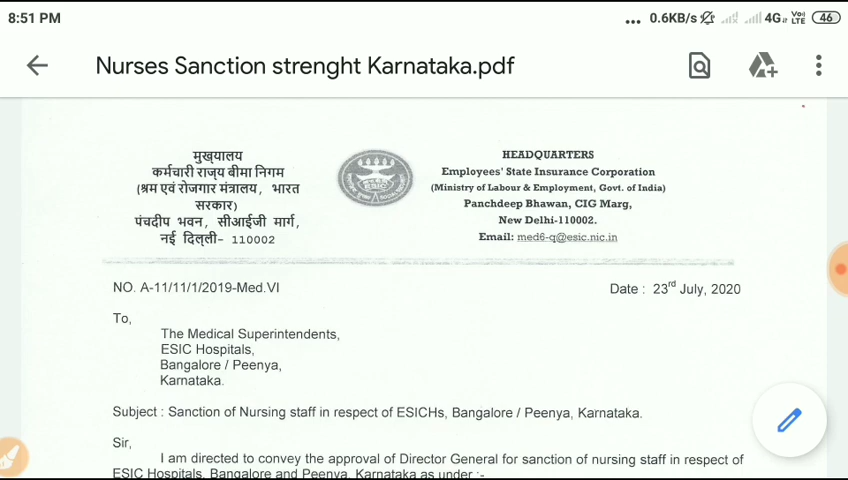 8:51 PM
... 0.6KB/s 4G Vo) LTE 46
Nurses Sanction strenght Karnataka.pdf
मुख्यालय
कर्मचारी राज्य बीमा निगम
(श्रम एवं रोजगार मंत्रालय, भारत
सरकार)
पंचदीप भवन, सीआईजी मार्ग,
नई दिल्ली- 110002
ESIC
HEADQUARTERS
Employees' State Insurance Corporation
(Ministry of Labour & Employment, Govt. of India)
Panchdeep Bhawan, CIG Marg,
New Delhi-110002.
Email: med6-q@esic.nic.in
NO. A-11/11/1/2019-Med.VI
Date : 23rd July, 2020
To,
The Medical Superintendents,
ESIC Hospitals,
Bangalore / Peenya,
Karnataka.
Subject : Sanction of Nursing staff in respect of ESICHs, Bangalore / Peenya, Karnataka.
Sir,
I am directed to convey the approval of Director General for sanction of nursing staff in respect of
ESIC Hospitals, Bangalore and Peenya, Karnataka as under :-